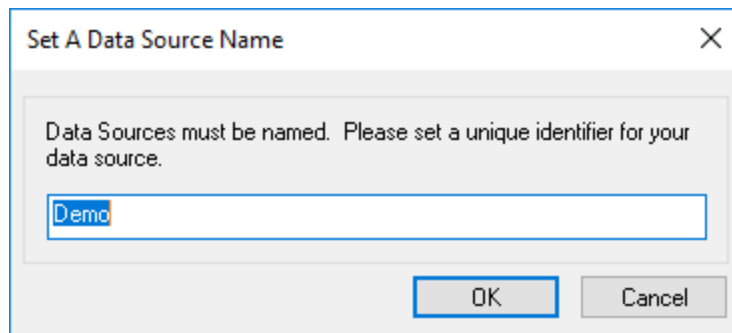 Set A Data Source Name
Data Sources must be named.  Please set a unique identifier for your
data source.
Demo
OK
Cancel